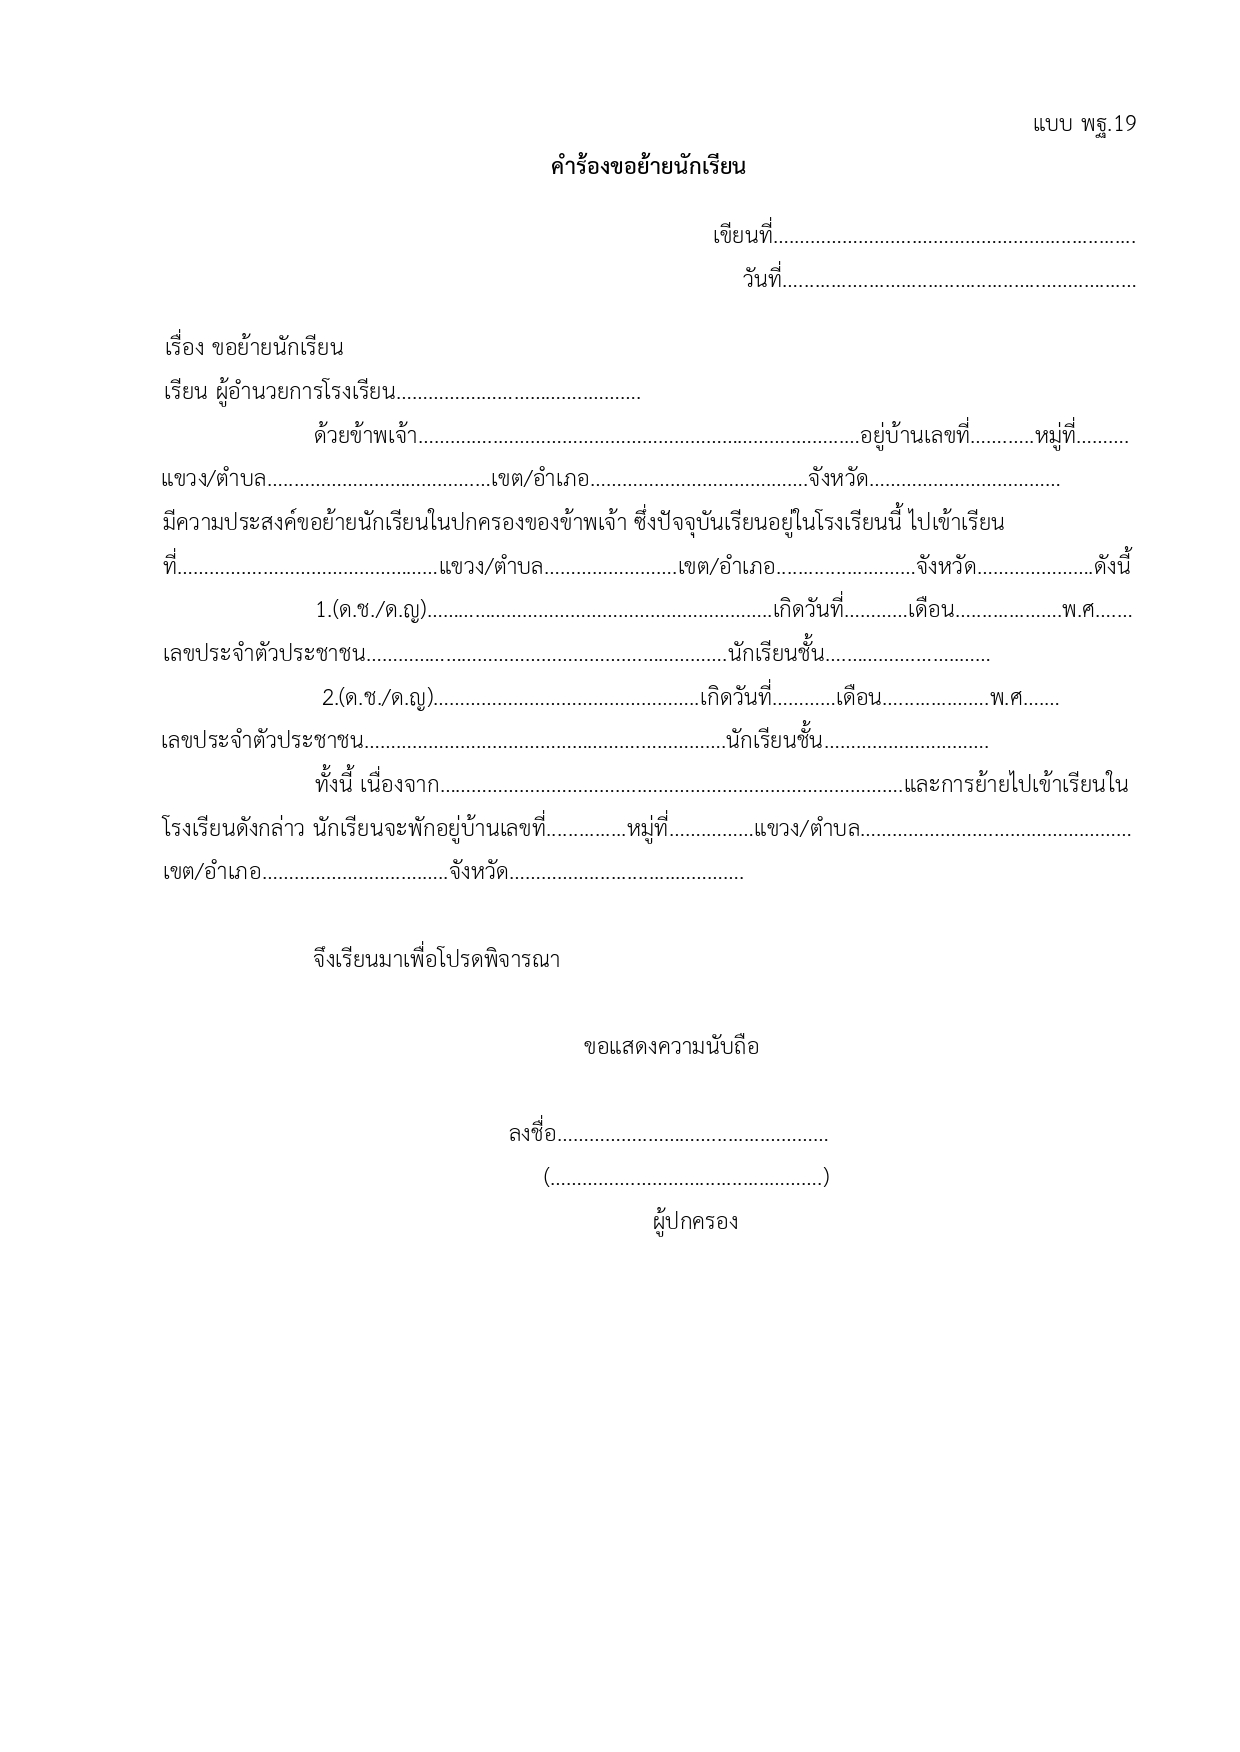 แบบ พฐ.19
คำร้องขอย้ายนักเรียน
เขียนที่....................................................................
วันที่...................................................................
เรื่อง ขอย้ายนักเรียน
เรียน ผู้อำนวยการโรงเรียน..............................................
ด้วยข้าพเจ้า...................................................................................อยู่บ้านเลขที่............หมู่ที่..........
แขวง/ตำบล..........................................เขต/อำเภอ.........................................จังหวัด....................................
มีความประสงค์ขอย้ายนักเรียนในปกครองของข้าพเจ้า ซึ่งปัจจุบันเรียนอยู่ในโรงเรียนนี้ ไปเข้าเรียน
ที่.................................................แขวง/ตำบล.........................เขต/อำเภอ..........................จังหวัด......................ดังนี้
1.(ด.ช./ด.ญ).................................................................เกิดวันที่............เดือน....................พ.ศ.......
เลขประจำตัวประชาชน....................................................................นักเรียนชั้น...............................
2.(ด.ช./ด.ญ)..................................................เกิดวันที่............เดือน....................พ.ศ.......
เลขประจำตัวประชาชน....................................................................นักเรียนชั้น...............................
ทั้งนี้ เนื่องจาก.......................................................................................และการย้ายไปเข้าเรียนใน
โรงเรียนดังกล่าว นักเรียนจะพักอยู่บ้านเลขที่...............หมู่ที่................แขวง/ตำบล...................................................
เขต/อำเภอ...................................จังหวัด............................................
จึงเรียนมาเพื่อโปรดพิจารณา
ขอแสดงความนับถือ
ลงชื่อ...................................................
(...................................................)
ผู้ปกครอง